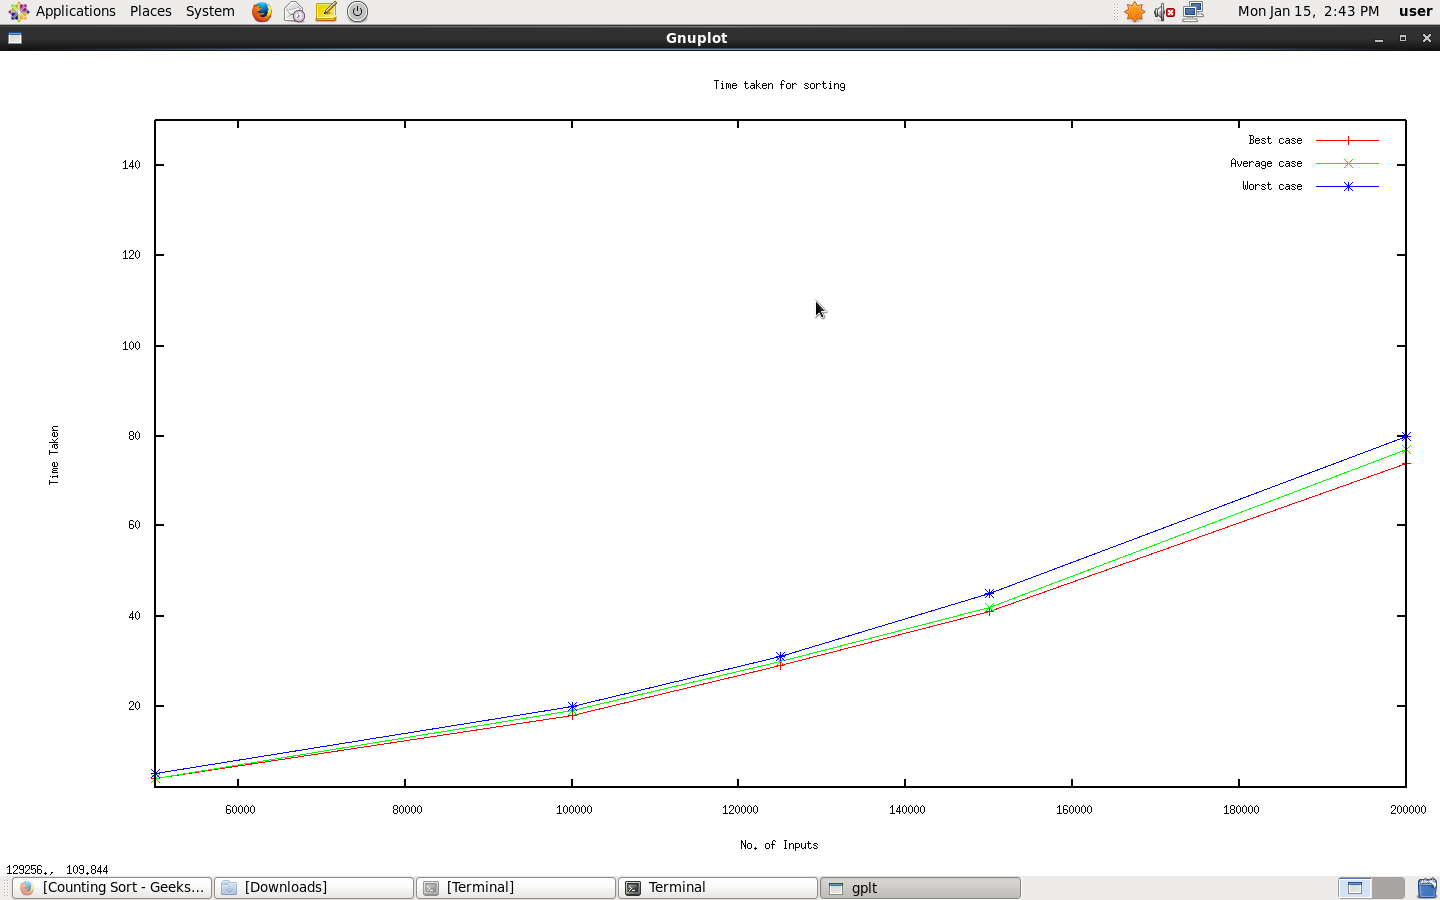 Applications Places System Mon Jan 15, 2:43 PM user
Gnuplot
Time taken for sorting
Best case
Average case
Worst case
140
120
100
80
60
40
20
Time Taken
60000 80000 100000 120000 140000 160000 180000 200000
No. of Inputs
129256., 109.844
[Counting Sort - Geeks... [Downloads] [Terminal] Terminal gplt